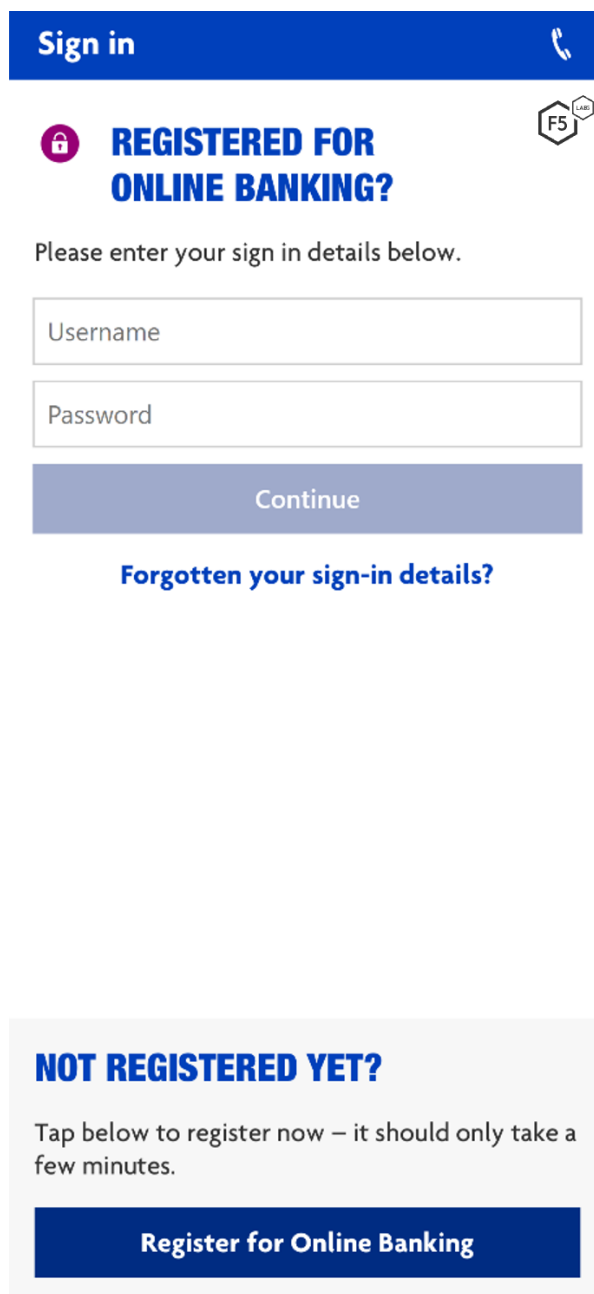 Sign in
F5 LABS
REGISTERED FOR
ONLINE BANKING?
Please enter your sign in details below.
Username
Password
Continue
Forgotten your sign-in details?
NOT REGISTERED YET?
Tap below to register now – it should only take a
few minutes.
Register for Online Banking